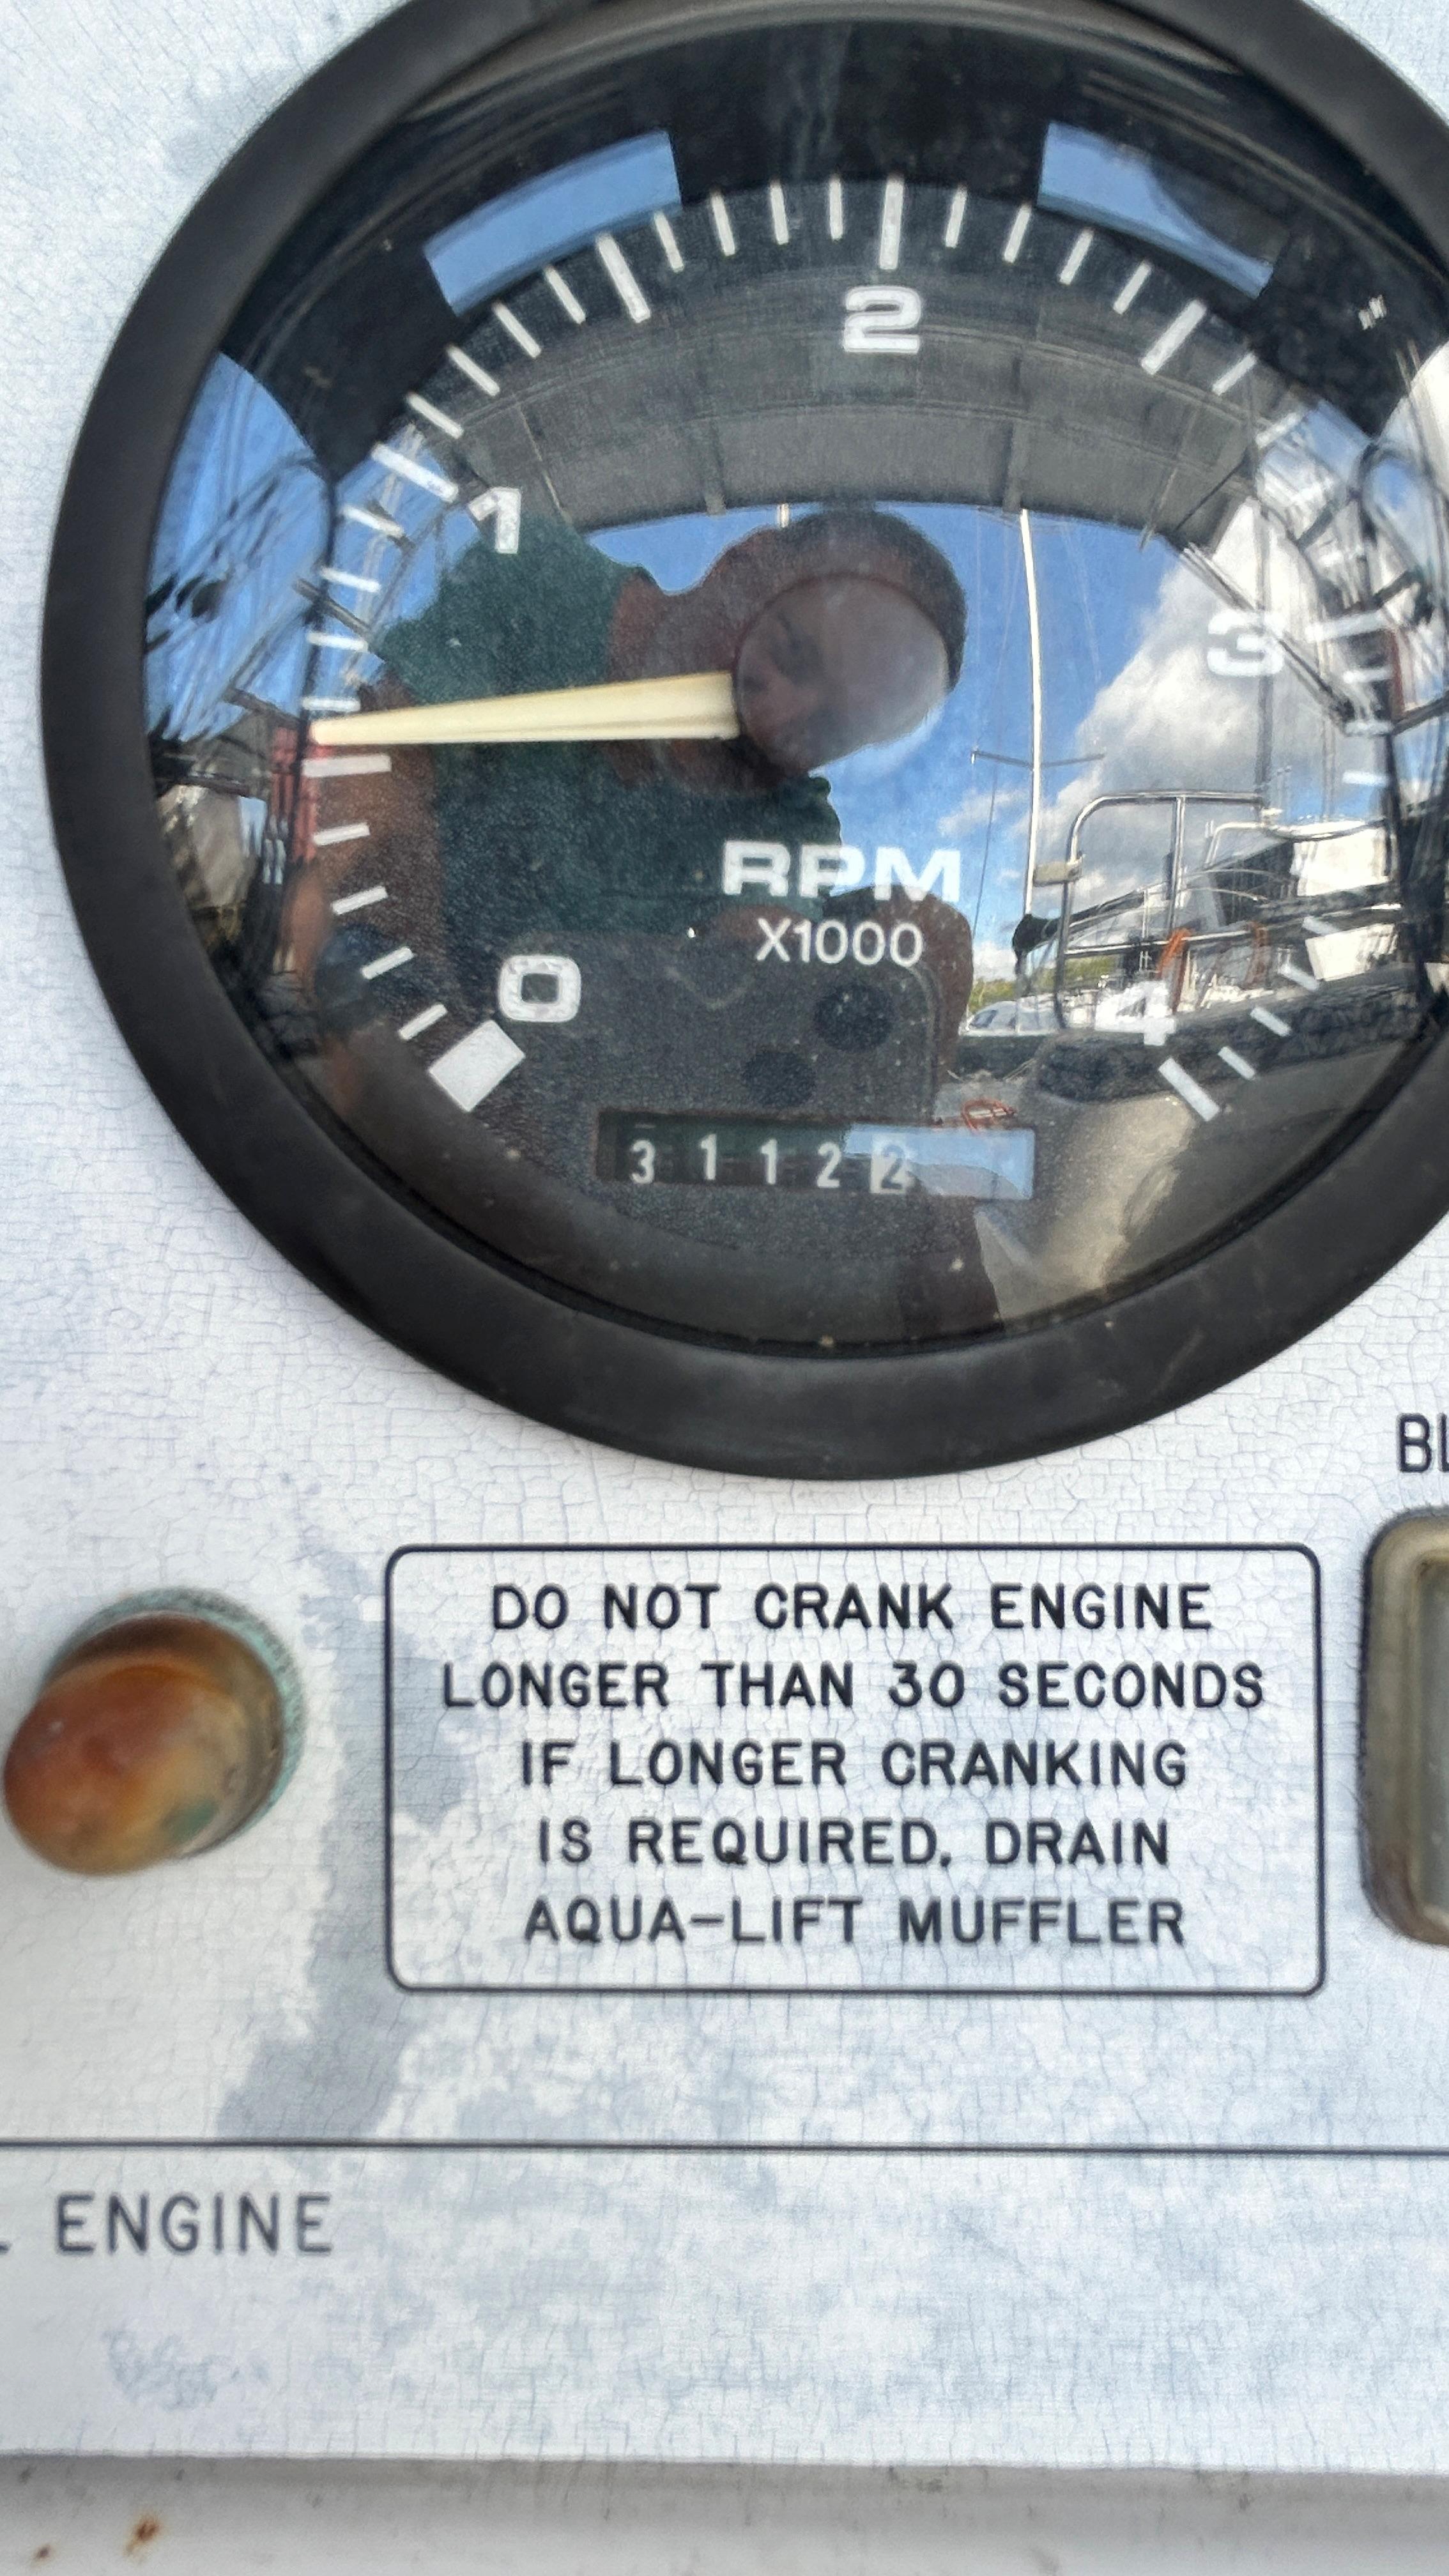 2
1
3
RPM
X1000
0
4
3 1 1 2 2
BL
DO NOT CRANK ENGINE
LONGER THAN 30 SECONDS
IF LONGER CRANKING
IS REQUIRED, DRAIN
AQUA-LIFT MUFFLER
ENGINE